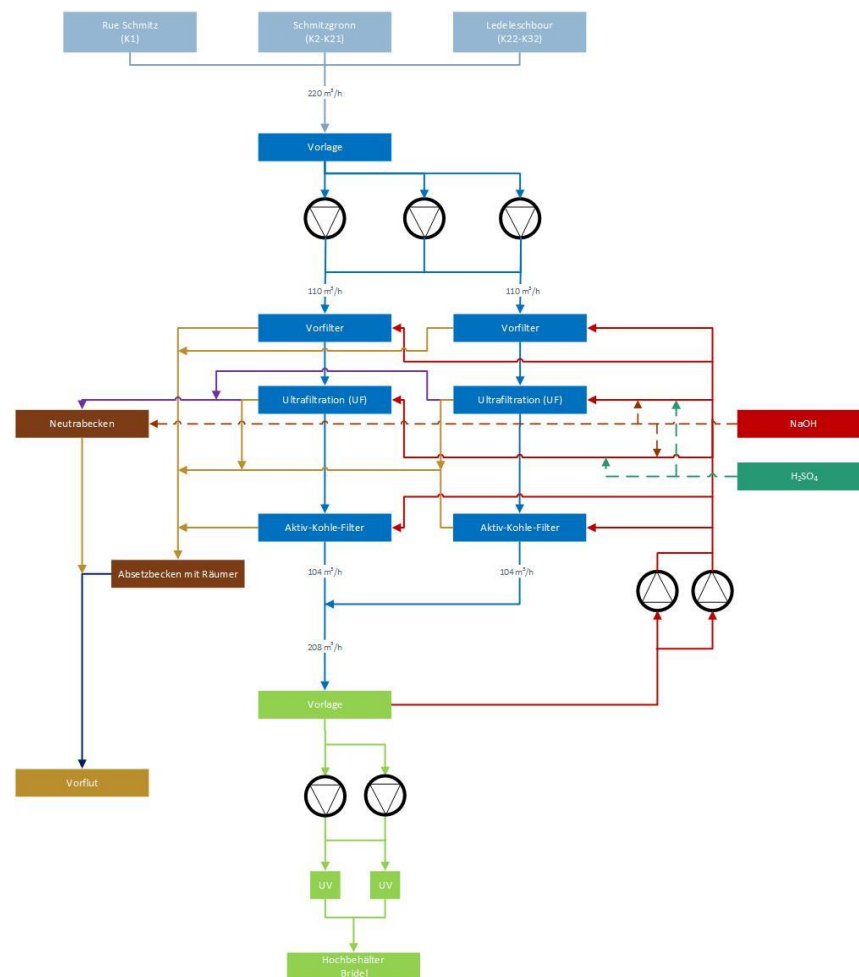 Rue Schmitz
(K1)
Schmitzgronn
(K2-K21)
Ledeleschbour
(K22-K32)
220 m³/h
Vorlage
110 m³/h
110 m³/h
Vorfilter
Vorfilter
Ultrafiltration (UF)
Ultrafiltration (UF)
Neutrabecken
NaOH
H₂SO₄
Aktiv-Kohle-Filter
Aktiv-Kohle-Filter
Absetzbecken mit Räumer
104 m³/h
104 m³/h
208 m³/h
Vorlage
Vorflut
UV
UV
Hochbehälter
Bridel